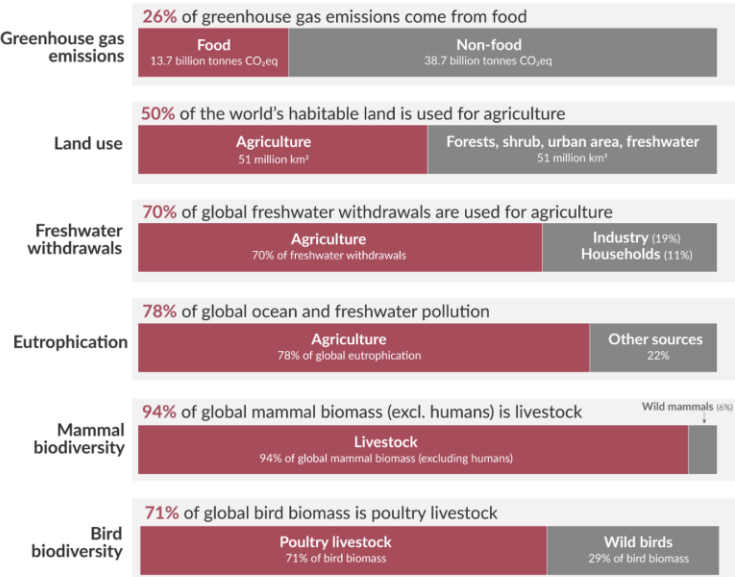 26% of greenhouse gas emissions come from food
Greenhouse gas
emissions
Food
13.7 billion tonnes CO₂eq
Non-food
38.7 billion tonnes CO₂eq
50% of the world's habitable land is used for agriculture
Land use
Agriculture
51 million km²
Forests, shrub, urban area, freshwater
51 million km²
70% of global freshwater withdrawals are used for agriculture
Freshwater
withdrawals
Agriculture
70% of freshwater withdrawals
Industry (19%)
Households (11%)
78% of global ocean and freshwater pollution
Eutrophication
Agriculture
78% of global eutrophication
Other sources
22%
94% of global mammal biomass (excl. humans) is livestock
Wild mammals (6%)
Mammal
biodiversity
Livestock
94% of global mammal biomass (excluding humans)
71% of global bird biomass is poultry livestock
Bird
biodiversity
Poultry livestock
71% of bird biomass
Wild birds
29% of bird biomass